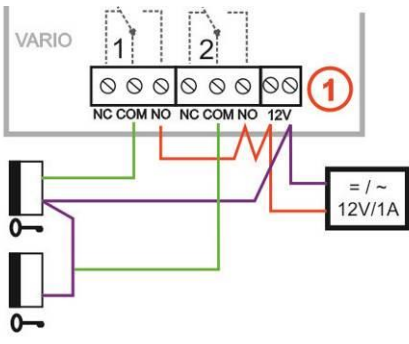 VARIO
1 2
1
NC COM NO NC COM NO 12V
= / ~
12V/1A